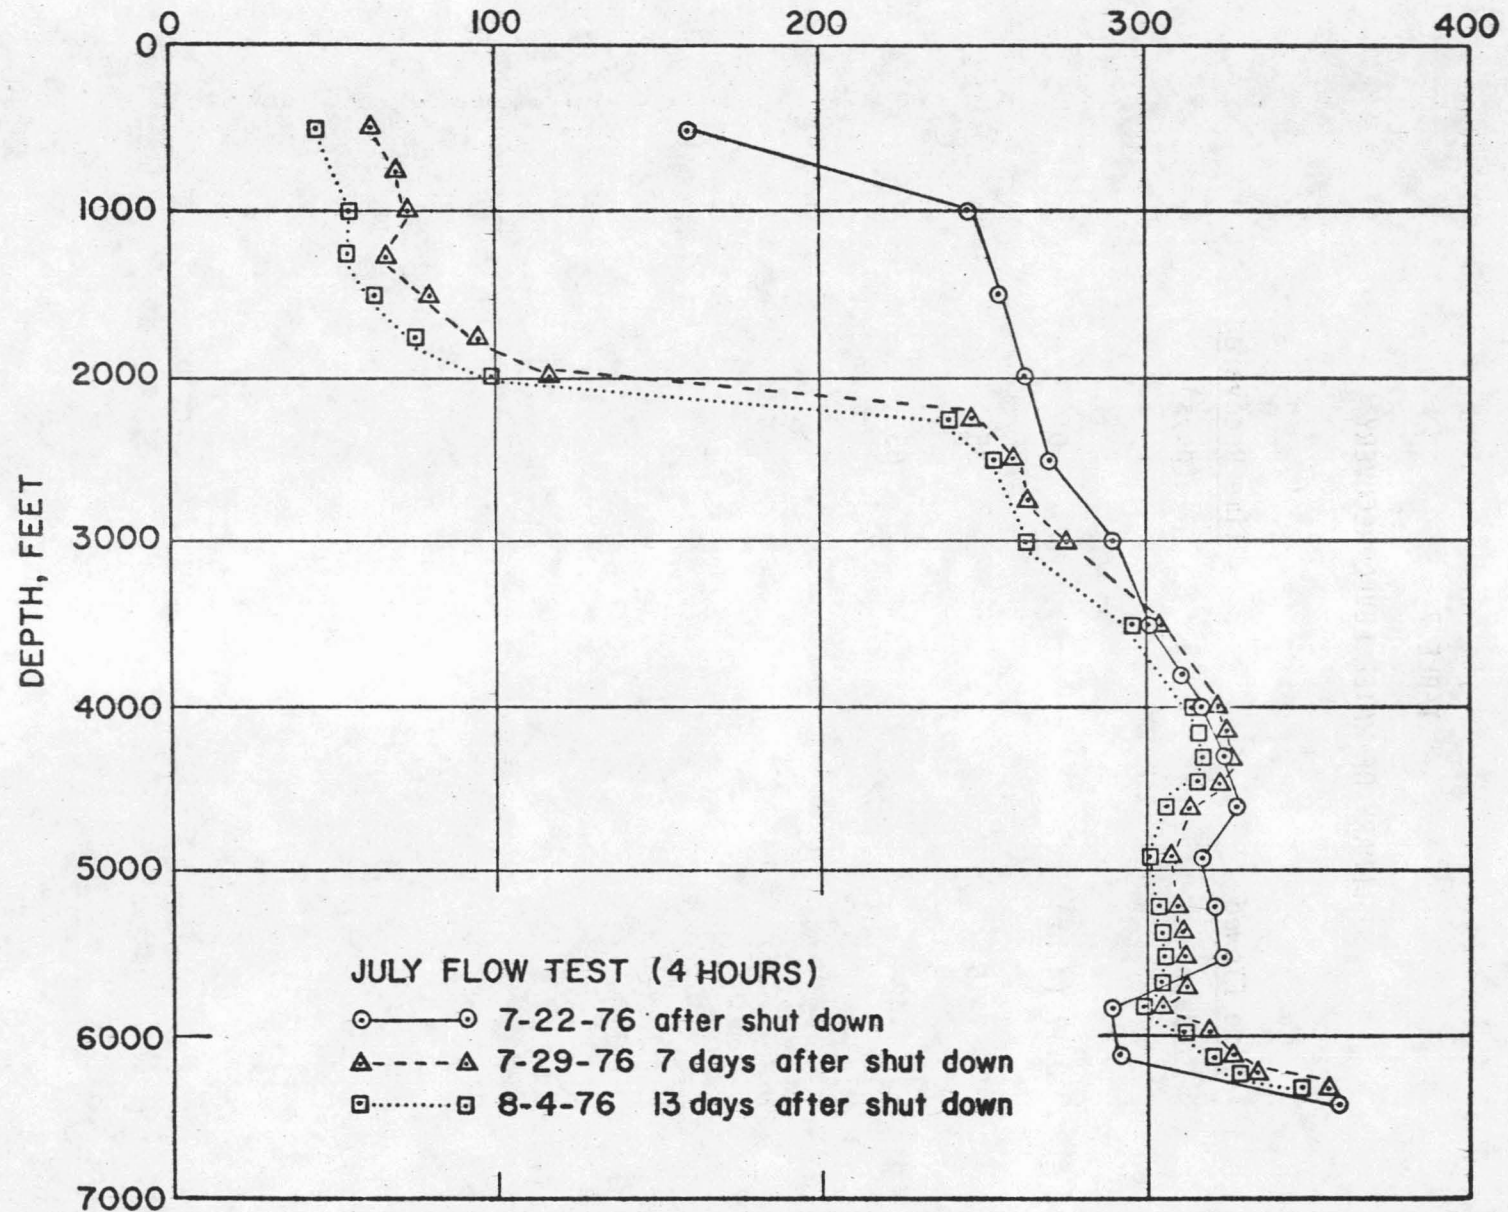 0 100 200 300 400
0
1000
2000
3000
4000
5000
6000
7000
DEPTH, FEET
JULY FLOW TEST (4 HOURS)
7-22-76 after shut down
7-29-76 7 days after shut down
8-4-76 13 days after shut down